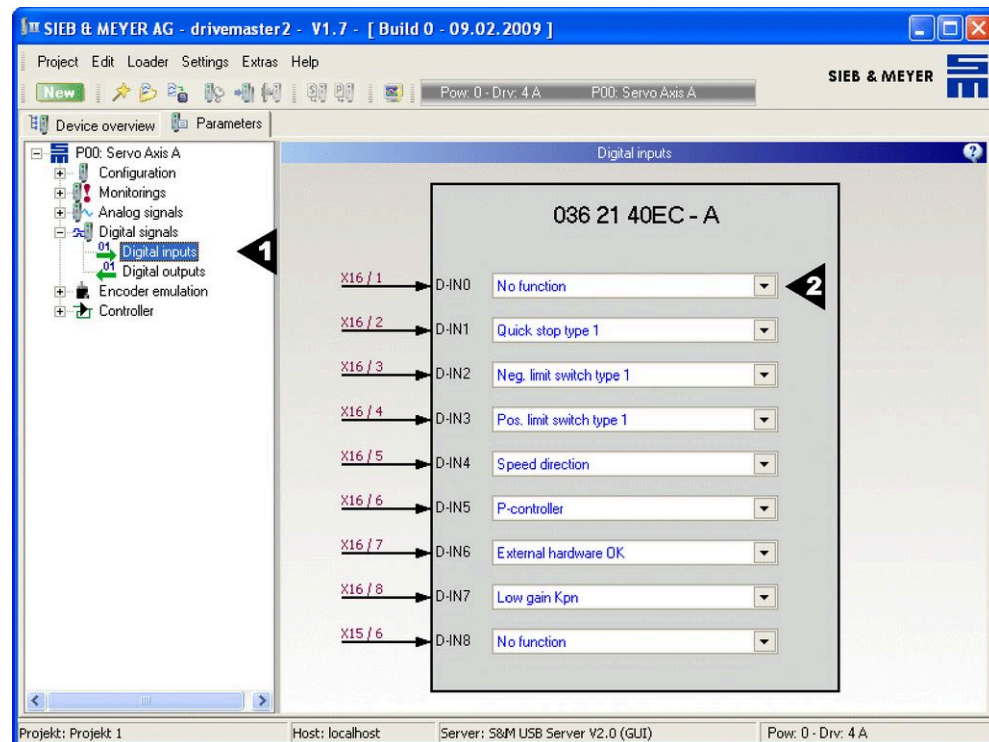 SIEB & MEYER AG - drivemaster2 - V1.7 - [ Build 0 - 09.02.2009 ]
Project Edit Loader Settings Extras Help
SIEB & MEYER
New
Pow: 0 - Drv: 4 A P00: Servo Axis A
Device overview Parameters
P00: Servo Axis A
Configuration
Monitorings
Analog signals
Digital signals
01 Digital inputs
01 Digital outputs
Encoder emulation
Controller
1
Digital inputs
?
036 21 40EC - A
X16 / 1 D-IN0 No function
2
X16 / 2 D-IN1 Quick stop type 1
X16 / 3 D-IN2 Neg. limit switch type 1
X16 / 4 D-IN3 Pos. limit switch type 1
X16 / 5 D-IN4 Speed direction
X16 / 6 D-IN5 P-controller
X16 / 7 D-IN6 External hardware OK
X16 / 8 D-IN7 Low gain Kpn
X15 / 6 D-IN8 No function
Projekt: Projekt 1 Host: localhost Server: S&M USB Server V2.0 (GUI) Pow: 0 - Drv: 4 A